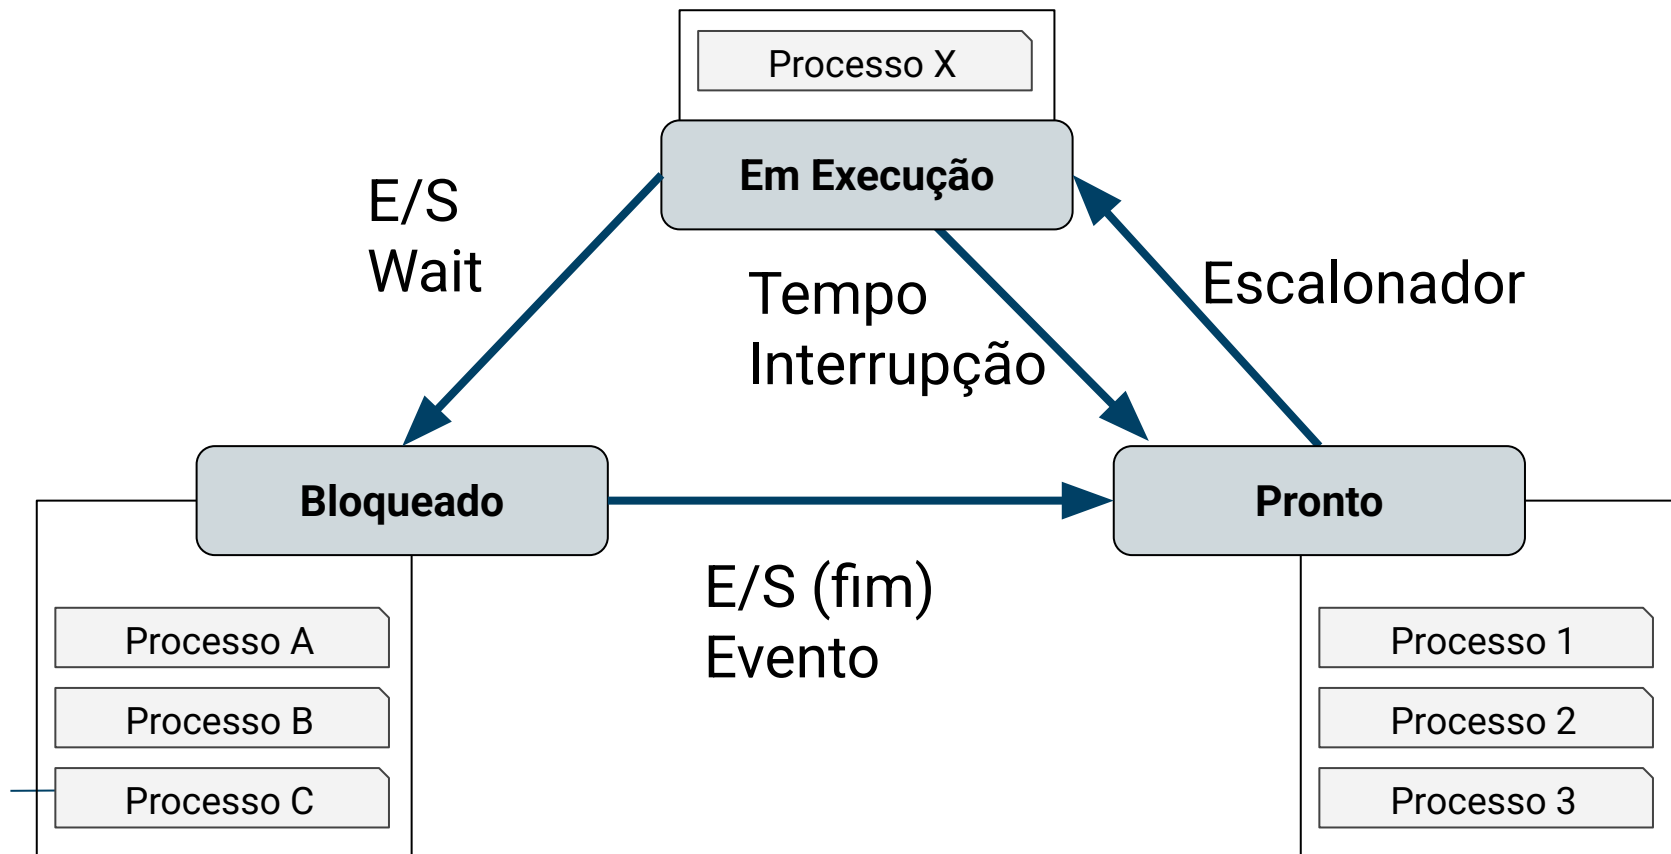 Processo X
Em Execução
E/S
Wait
Tempo
Interrupção
Escalonador
Bloqueado
Pronto
E/S (fim)
Evento
Processo A
Processo B
Processo C
Processo 1
Processo 2
Processo 3